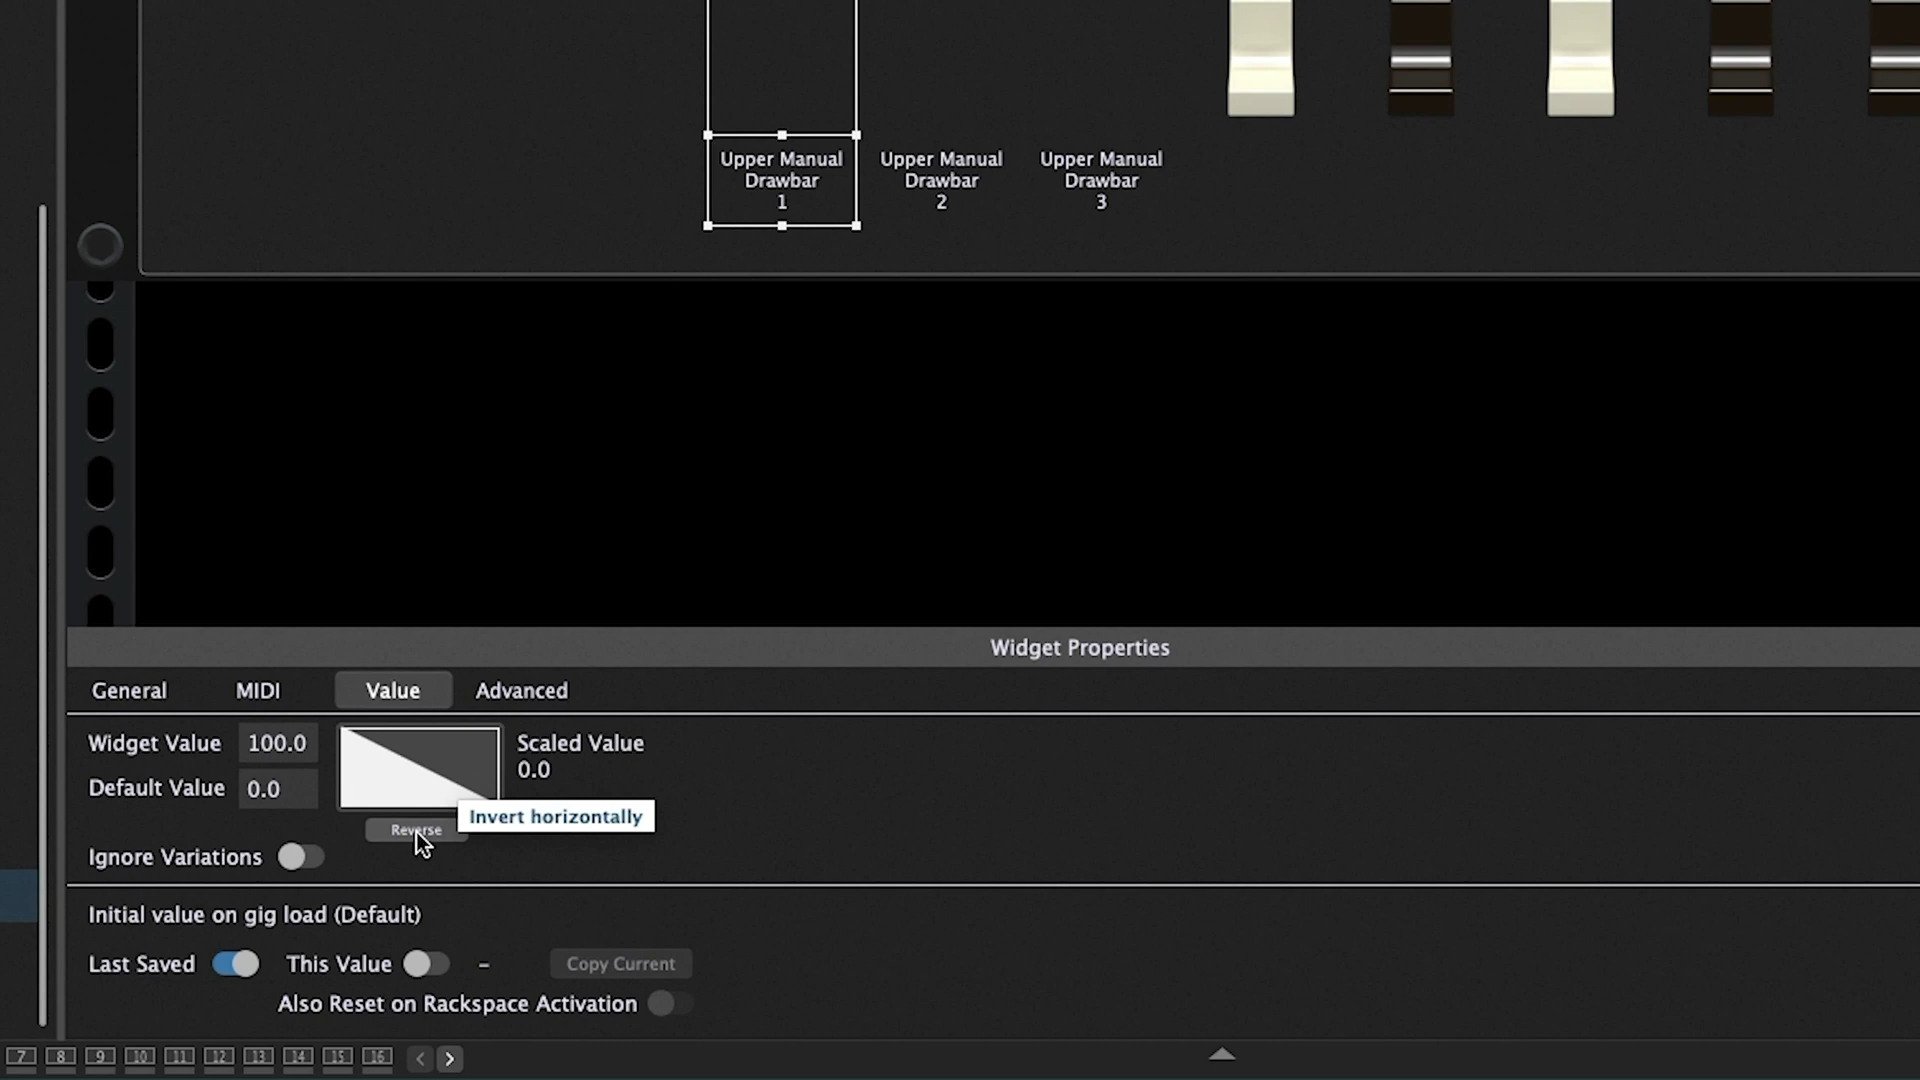 Upper Manual
Drawbar
1
Upper Manual
Drawbar
2
Upper Manual
Drawbar
3
Widget Properties
General
MIDI
Value
Advanced
Widget Value
100.0
Scaled Value
0.0
Default Value
0.0
Invert horizontally
Reverse
Ignore Variations
Initial value on gig load (Default)
Last Saved
This Value
–
Copy Current
Also Reset on Rackspace Activation
7 8 9 10 11 12 13 14 15 16 < >